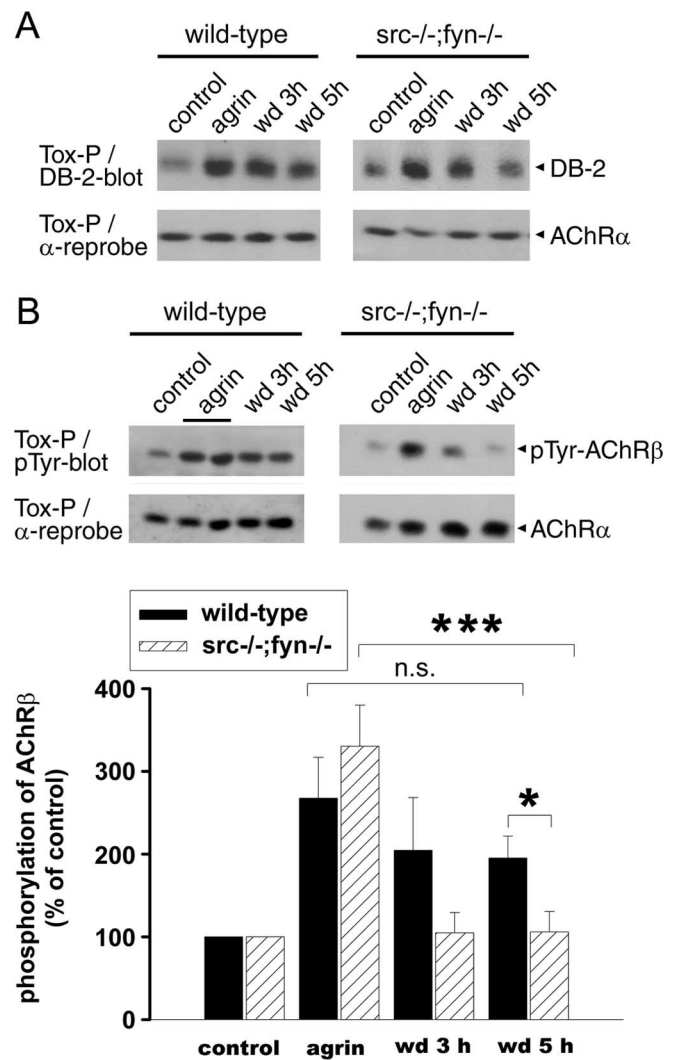 A
wild-type src-/-;fyn-/-
control agrin wd 3h wd 5h control agrin wd 3h wd 5h
Tox-P /
DB-2-blot
DB-2
Tox-P /
α-reprobe
AChRα
B
wild-type src-/-;fyn-/-
control agrin wd 3h wd 5h control agrin wd 3h wd 5h
Tox-P /
pTyr-blot
pTyr-AChRβ
Tox-P /
α-reprobe
AChRα
wild-type
src-/-;fyn-/-
***
n.s.
*
phosphorylation of AChRβ
(% of control)
400
300
200
100
0
control agrin wd 3 h wd 5 h